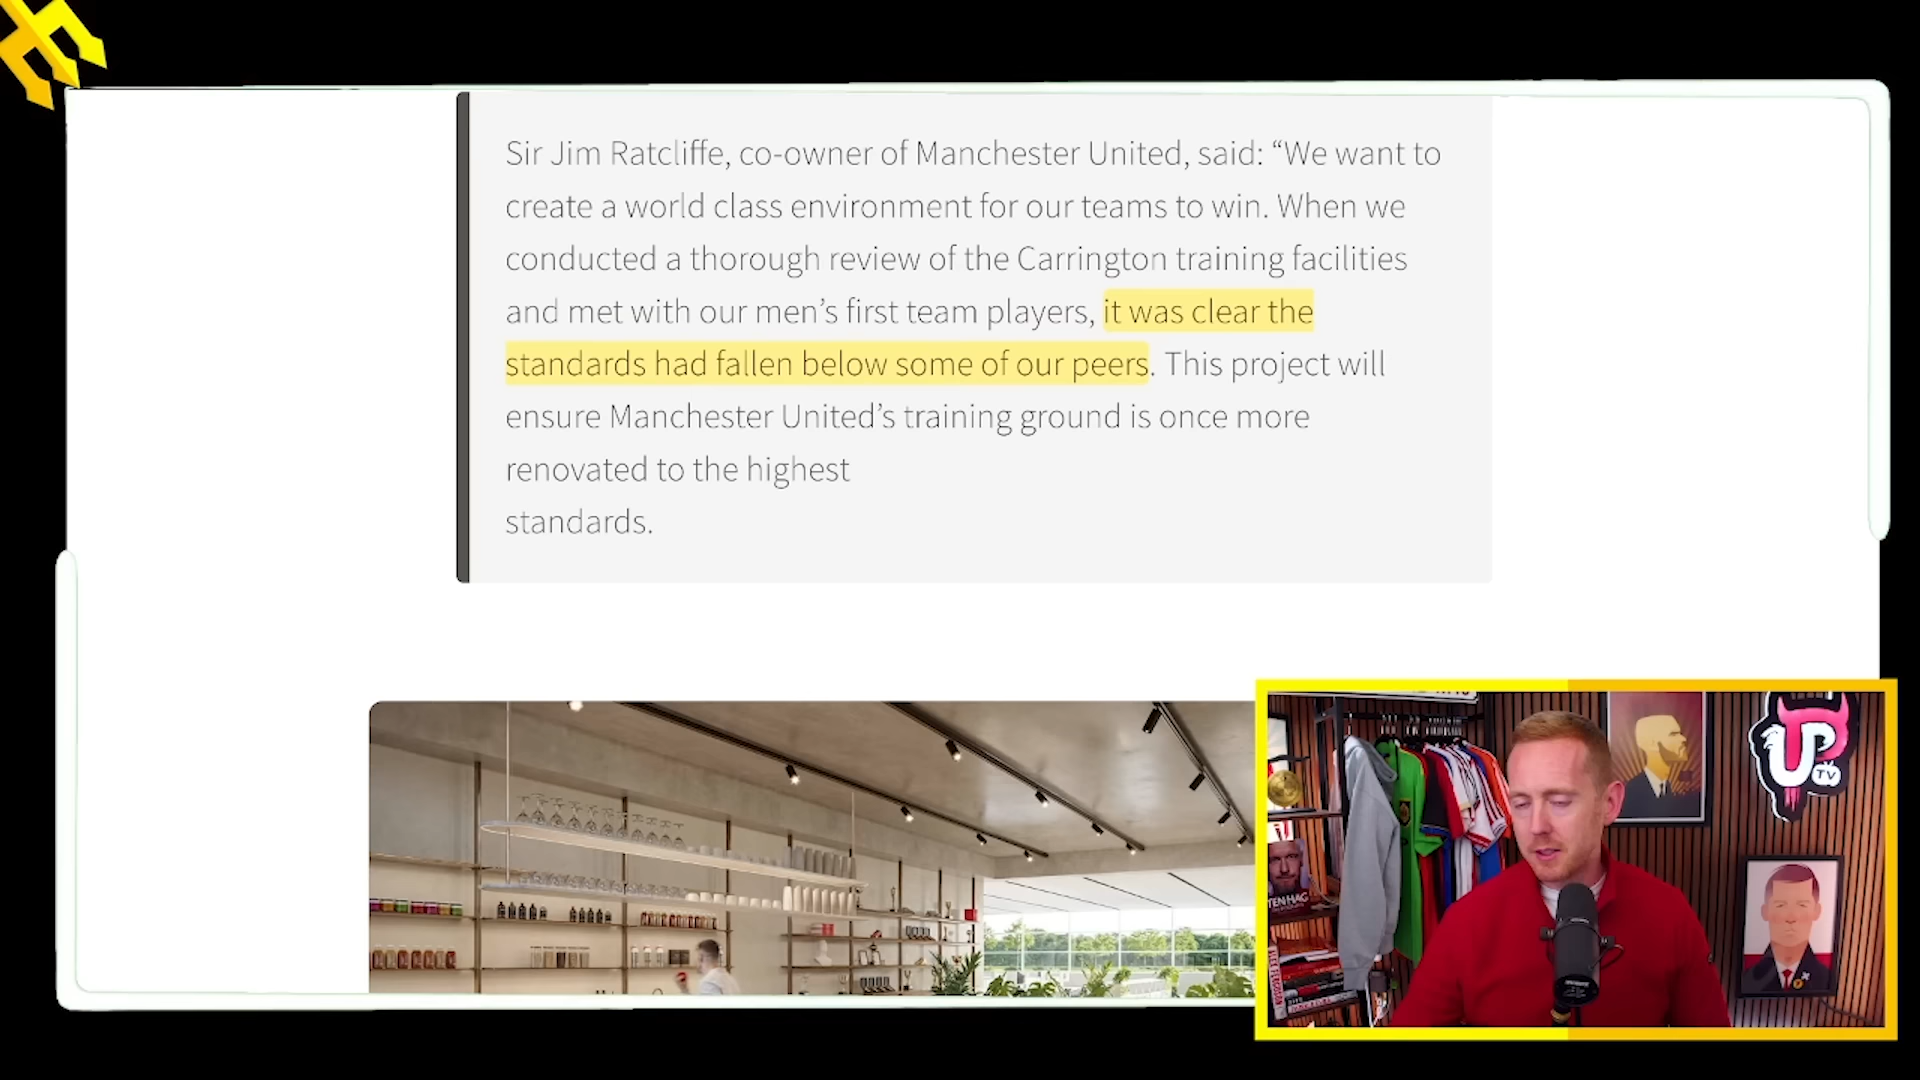 Sir Jim Ratcliffe, co-owner of Manchester United, said: “We want to
create a world class environment for our teams to win. When we
conducted a thorough review of the Carrington training facilities
and met with our men’s first team players, it was clear the
standards had fallen below some of our peers. This project will
ensure Manchester United’s training ground is once more
renovated to the highest
standards.
UP
TV
TEN HAG